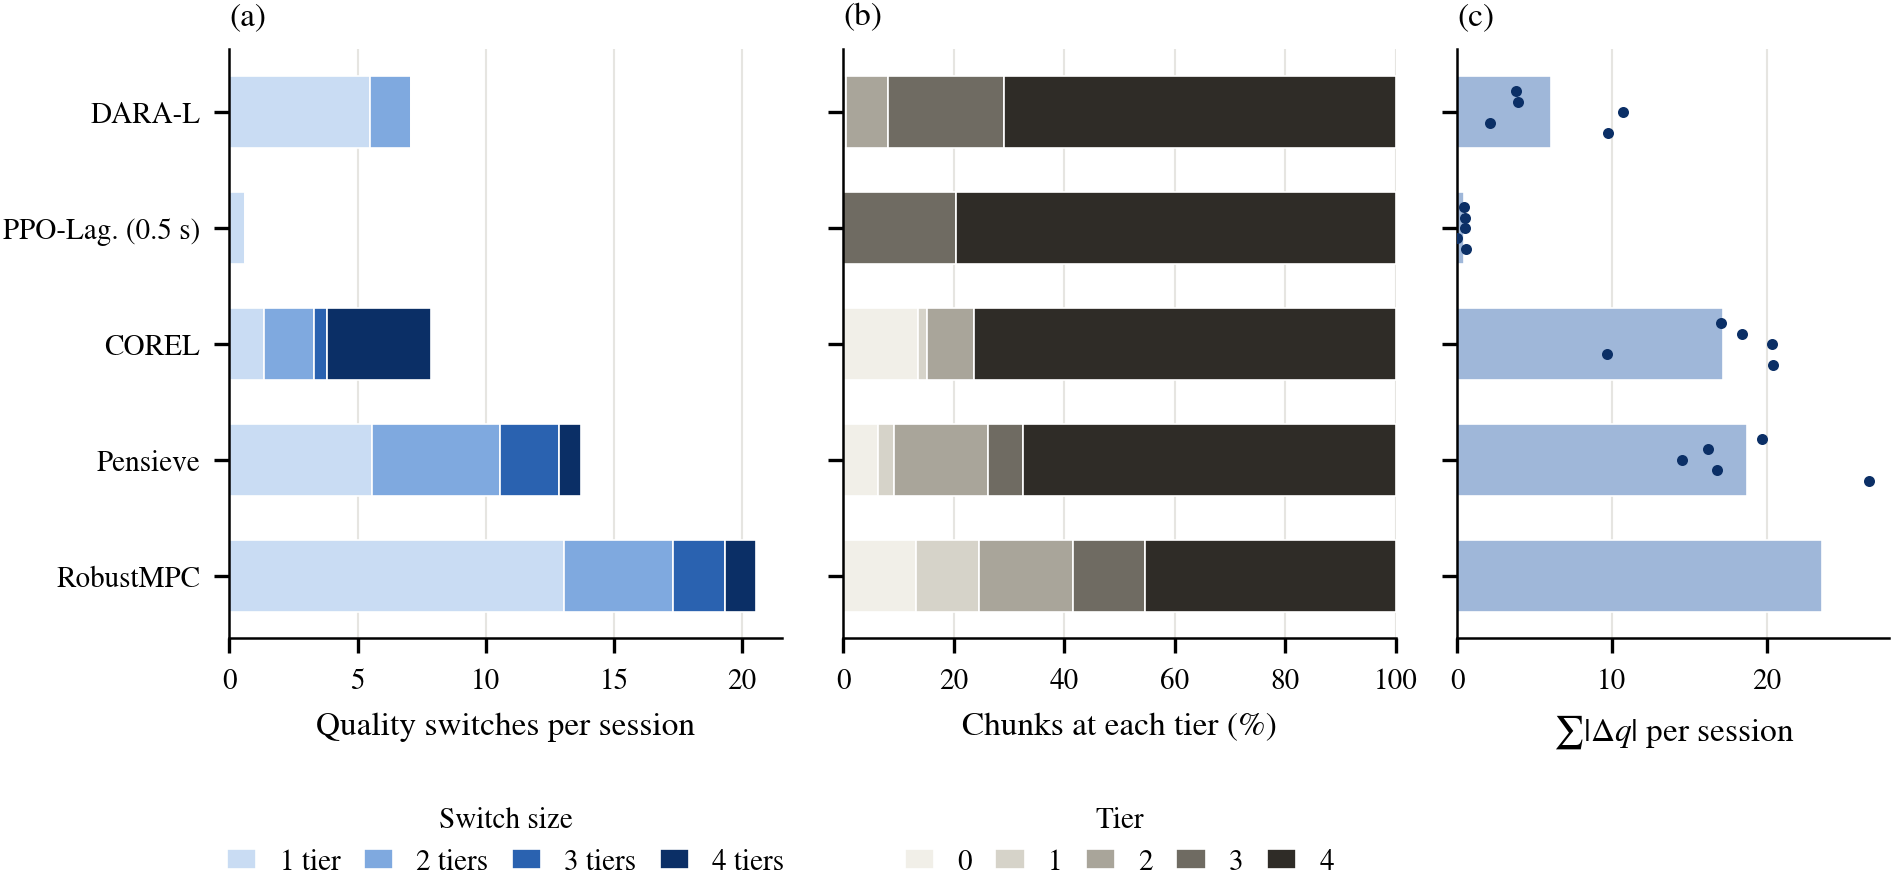 (a) (b) (c)
DARA-L
PPO-Lag. (0.5 s)
COREL
Pensieve
RobustMPC
0 5 10 15 20
0 20 40 60 80 100
0 10 20
Quality switches per session
Chunks at each tier (%)
∑|Δq| per session
Switch size
1 tier 2 tiers 3 tiers 4 tiers
Tier
0 1 2 3 4